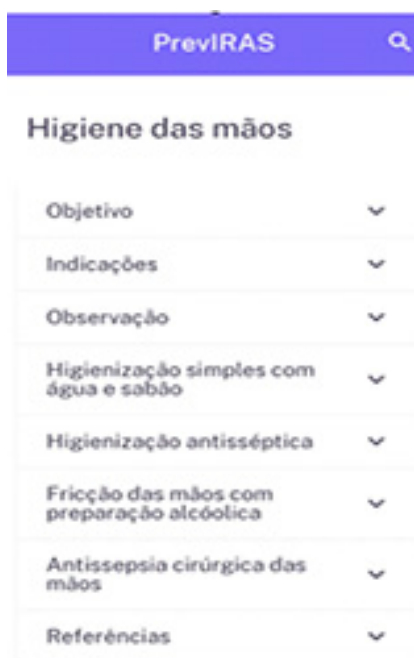 PrevIRAS
Higiene das mãos
Objetivo
Indicações
Observação
Higienização simples com
água e sabão
Higienização antisséptica
Fricção das mãos com
preparação alcóolica
Antissepsia cirúrgica das
mãos
Referências